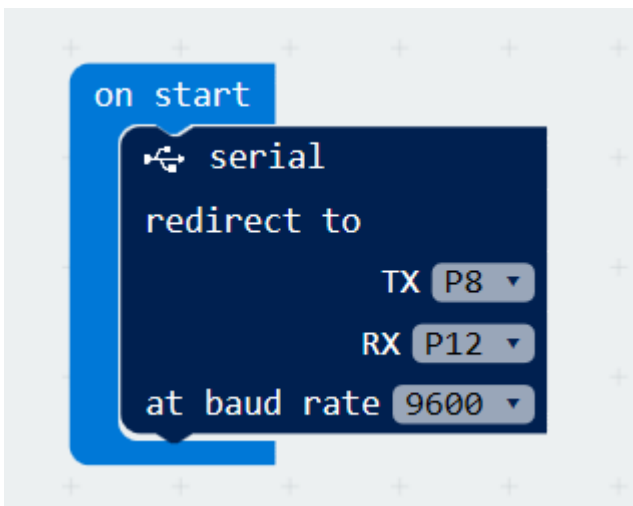 on start
serial
redirect to
TX P8
RX P12
at baud rate 9600